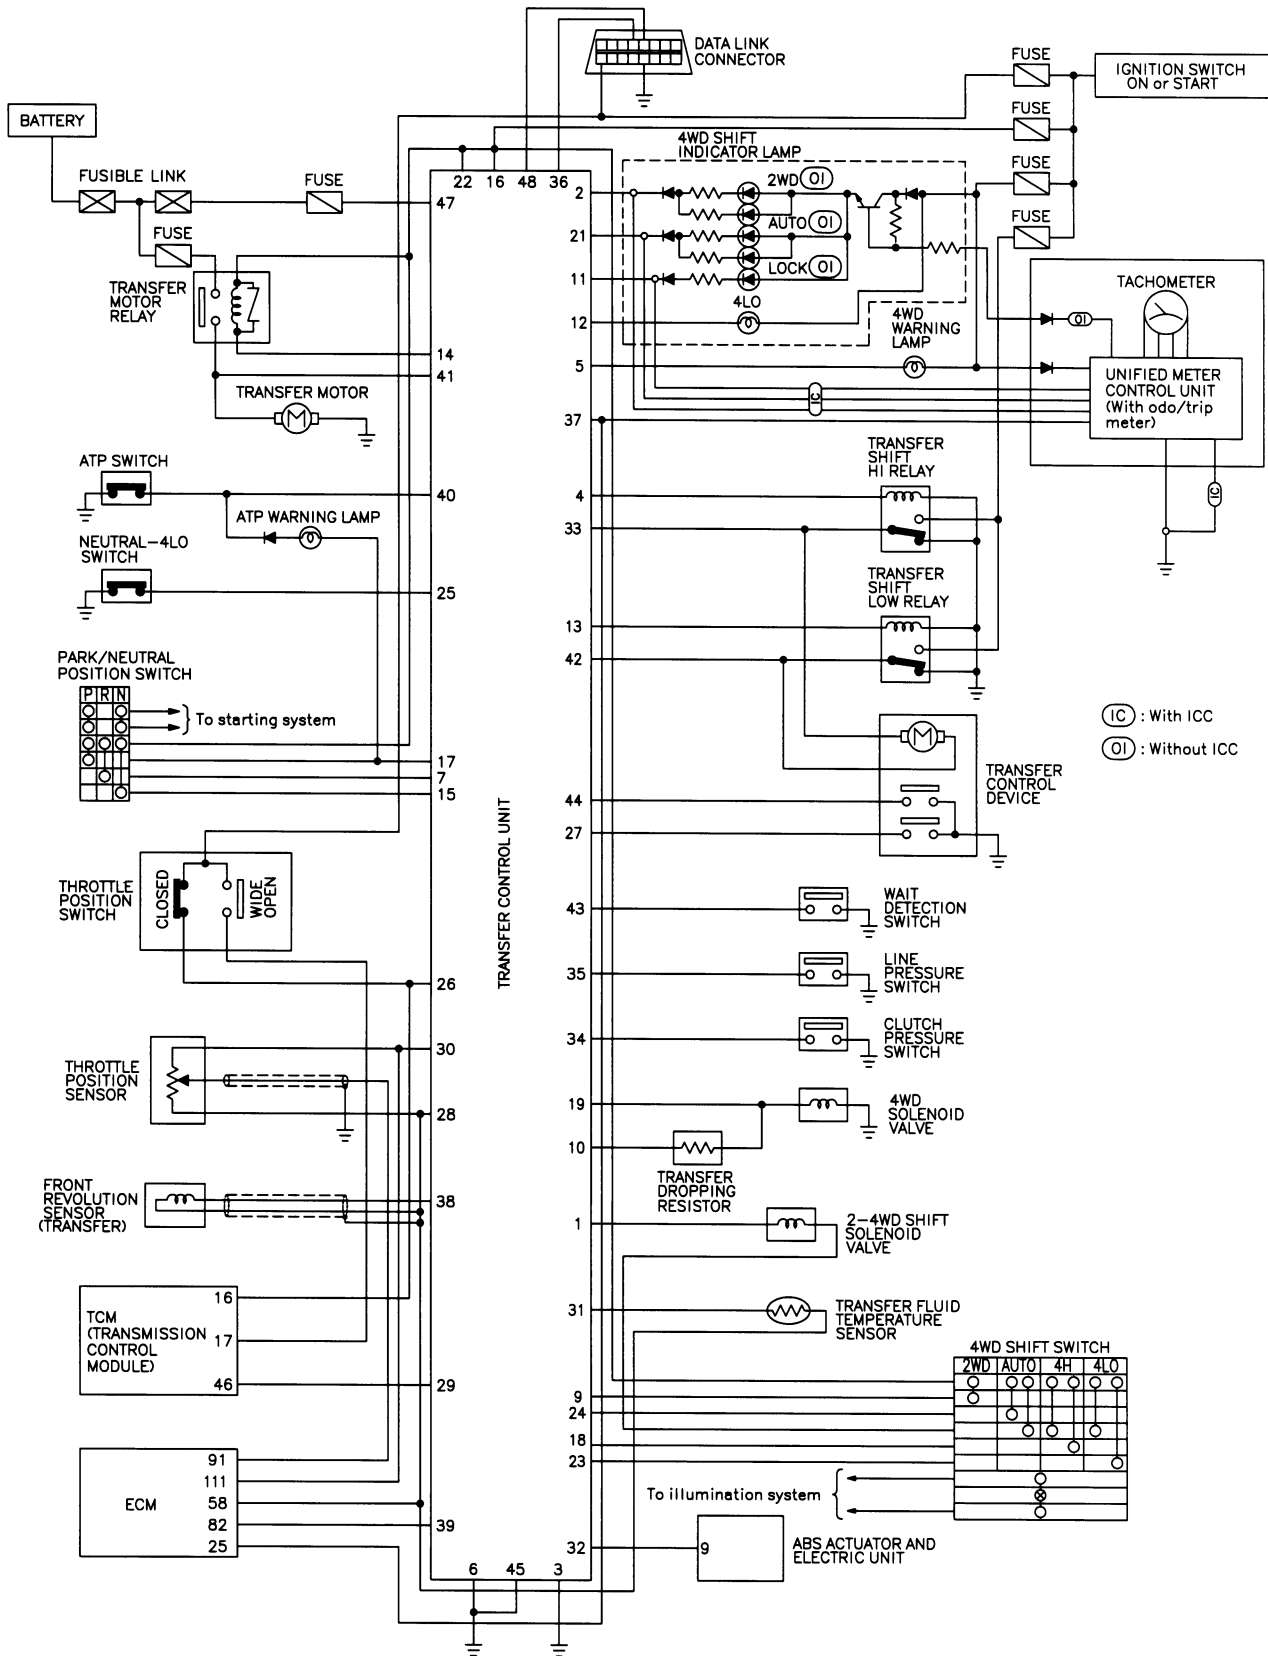 DATA LINK
CONNECTOR
FUSE
IGNITION SWITCH
ON or START
BATTERY
FUSE
4WD SHIFT
INDICATOR LAMP
FUSIBLE LINK
FUSE
FUSE
22 16 48 36
2
2WD OI
47
FUSE
FUSE
21
AUTO OI
LOCK OI
11
TRANSFER
MOTOR
RELAY
TACHOMETER
4LO
12
4WD
WARNING
LAMP
14
5
41
UNIFIED METER
CONTROL UNIT
(With odo/trip
meter)
OI
IC
TRANSFER MOTOR
M
37
TRANSFER
SHIFT
HI RELAY
ATP SWITCH
40
4
IC
ATP WARNING LAMP
33
NEUTRAL-4LO
SWITCH
25
TRANSFER
SHIFT
LOW RELAY
13
PARK/NEUTRAL
POSITION SWITCH
42
P R N
To starting system
IC : With ICC
OI : Without ICC
17
7
15
M
TRANSFER
CONTROL
DEVICE
44
27
TRANSFER CONTROL UNIT
THROTTLE
POSITION
SWITCH
CLOSED
WIDE
OPEN
43
WAIT
DETECTION
SWITCH
26
35
LINE
PRESSURE
SWITCH
30
34
CLUTCH
PRESSURE
SWITCH
THROTTLE
POSITION
SENSOR
28
19
4WD
SOLENOID
VALVE
10
TRANSFER
DROPPING
RESISTOR
FRONT
REVOLUTION
SENSOR
(TRANSFER)
38
1
2-4WD SHIFT
SOLENOID
VALVE
TCM
(TRANSMISSION
CONTROL
MODULE)
16
17
46
29
31
TRANSFER FLUID
TEMPERATURE
SENSOR
4WD SHIFT SWITCH
2WD AUTO 4H 4LO
9
24
18
23
To illumination system
ECM
91
111
58
82
25
39
32
9
ABS ACTUATOR AND
ELECTRIC UNIT
6 45 3